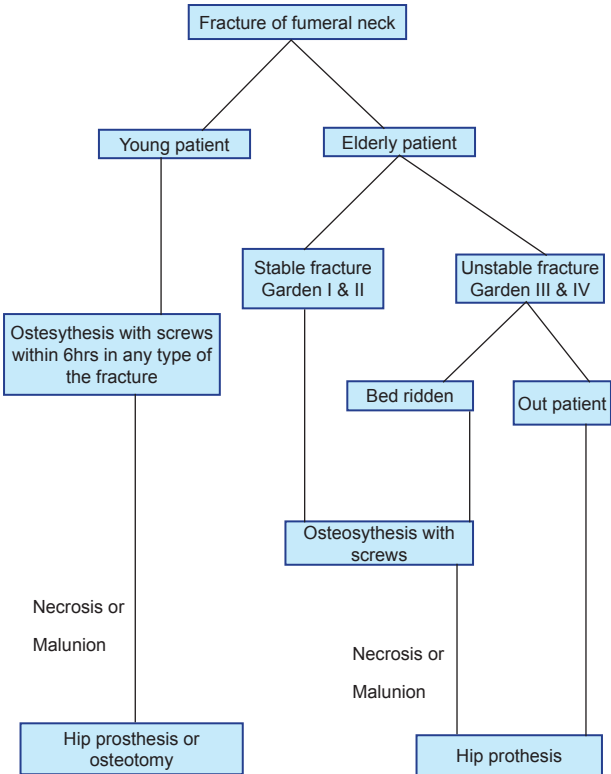 Fracture of fumeral neck
Young patient
Elderly patient
Stable fracture
Garden I & II
Unstable fracture
Garden III & IV
Ostesythesis with screws
within 6hrs in any type of
the fracture
Bed ridden
Out patient
Osteosythesis with
screws
Necrosis or
Malunion
Necrosis or
Malunion
Hip prosthesis or
osteotomy
Hip prothesis